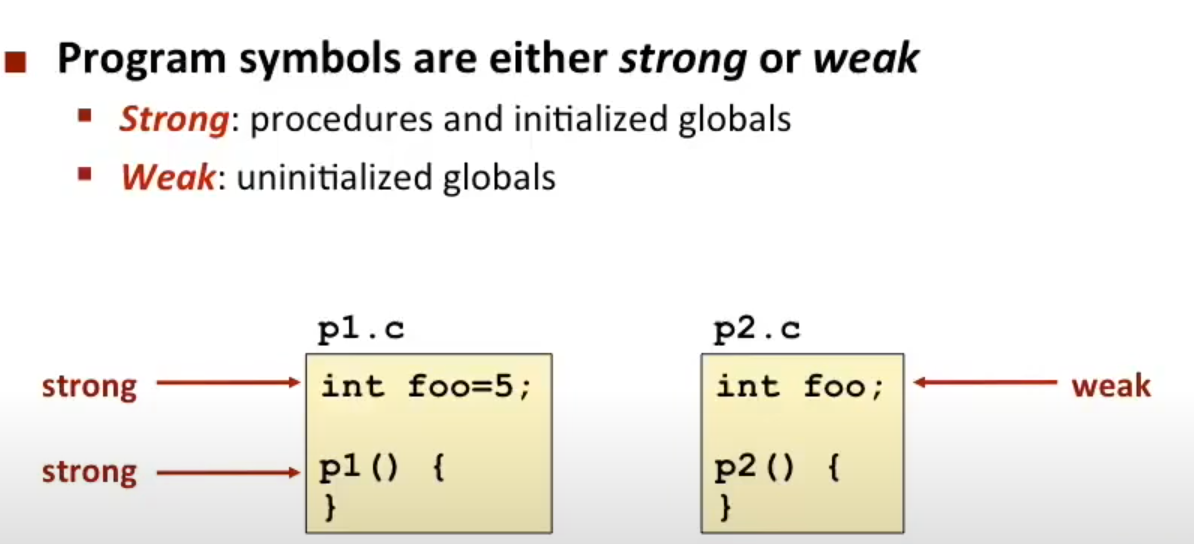 Program symbols are either strong or weak
Strong: procedures and initialized globals
Weak: uninitialized globals
p1.c
p2.c
strong
int foo=5;
int foo;
weak
strong
p1() {
p2() {
}
}